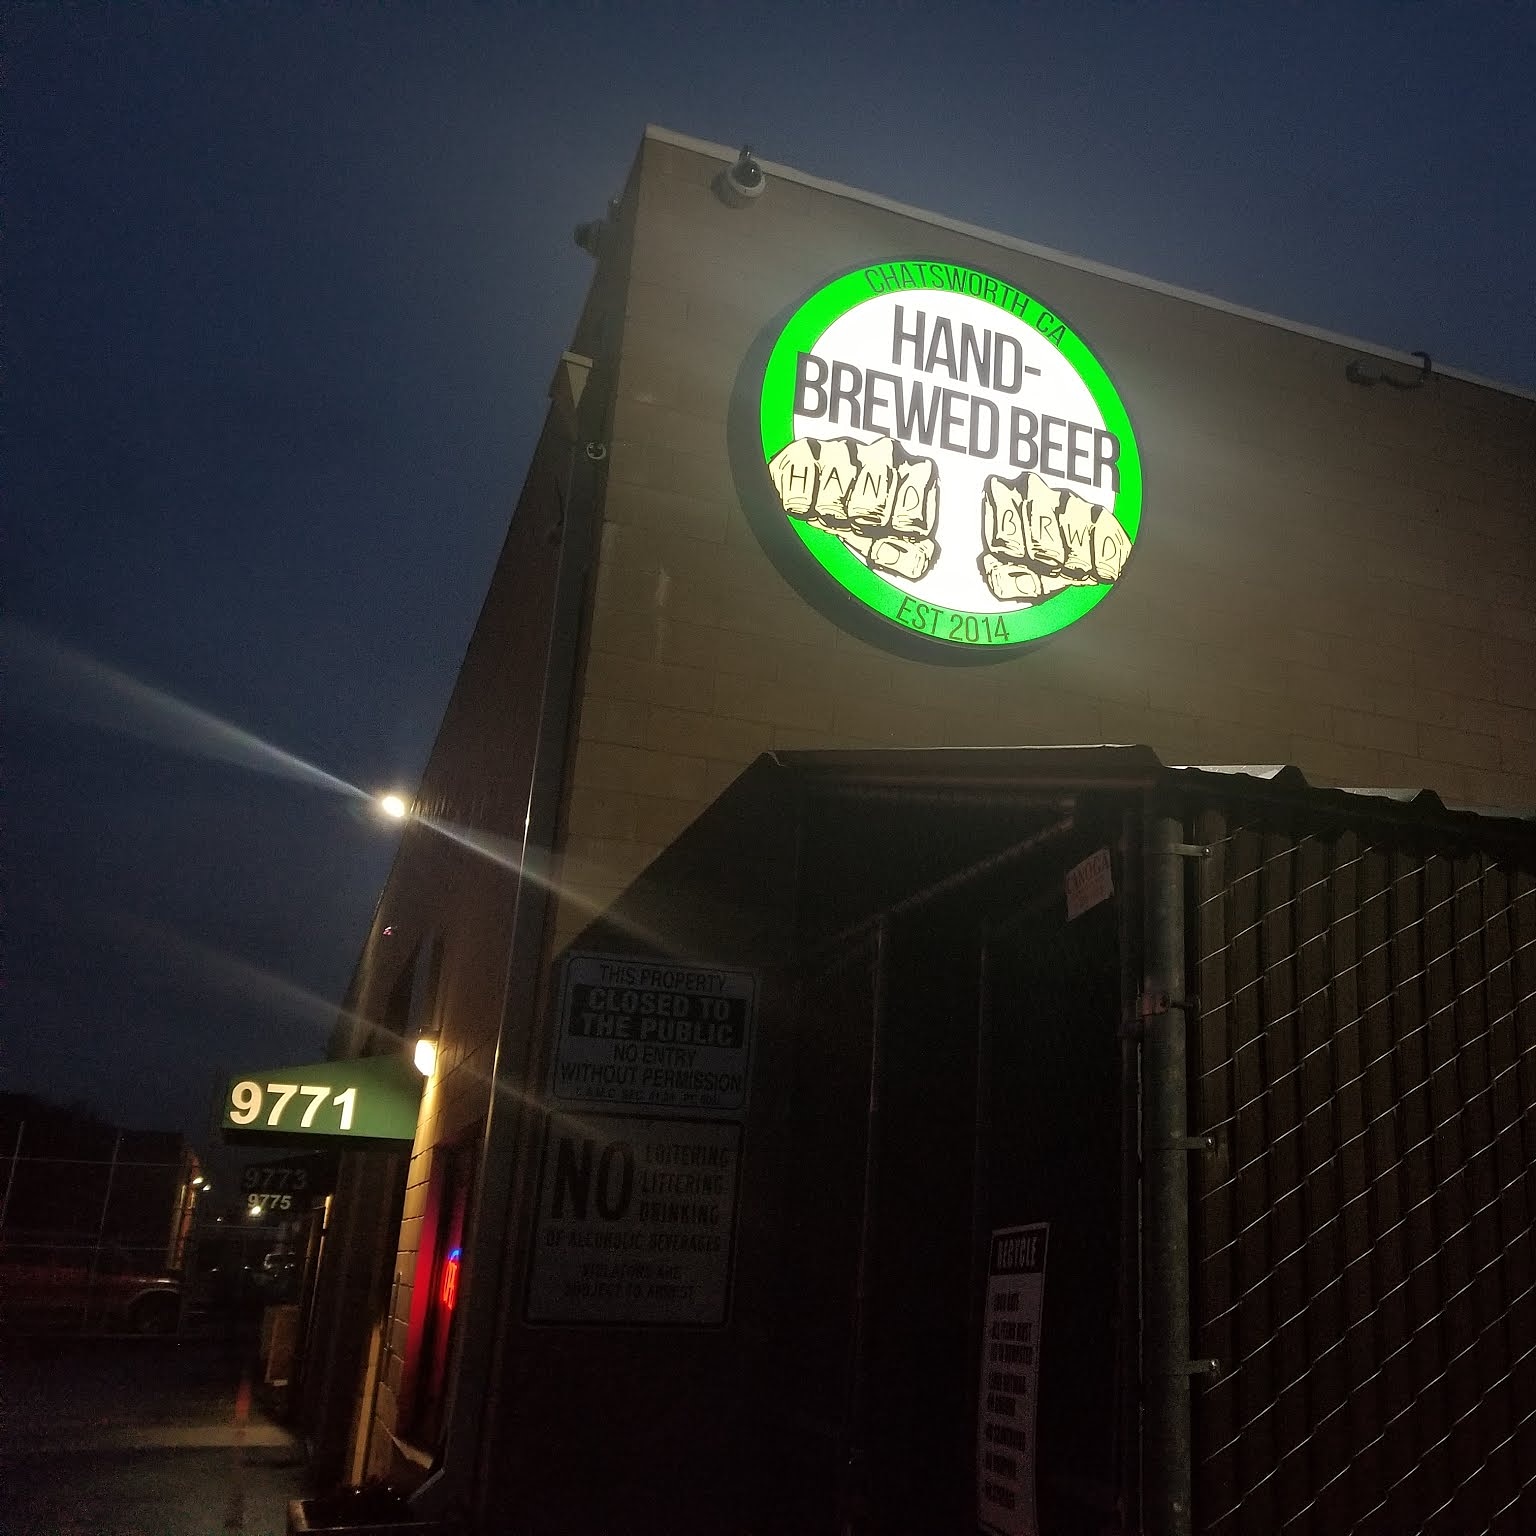 CHATSWORTH CA
HAND-
BREWED BEER
HAND BRWD
EST 2014
THIS PROPERTY
CLOSED TO
THE PUBLIC
NO ENTRY
WITHOUT PERMISSION
NO LOITERING
LITTERING
DRINKING
OF ALCOHOLIC BEVERAGES
VIOLATORS ARE
SUBJECT TO ARREST
9771
9773
9775
RECYCLE